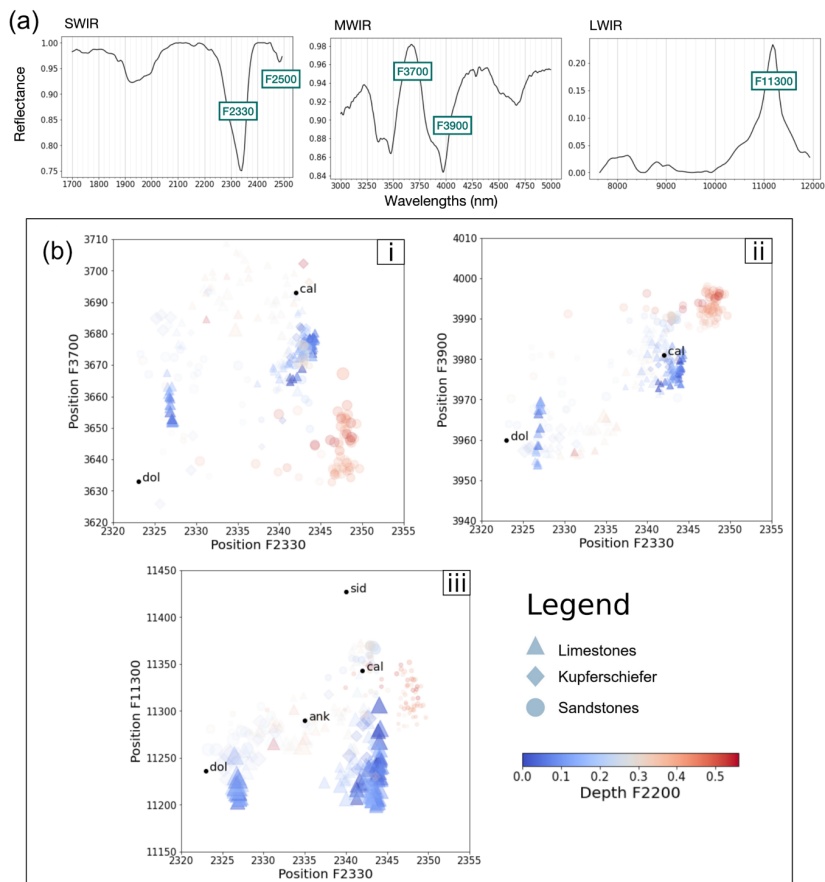 (a)
SWIR
MWIR
LWIR
Reflectance
1.00
0.95
0.90
0.85
0.80
0.75
F2500
F2330
1700 1800 1900 2000 2100 2200 2300 2400 2500
0.98
0.96
0.94
0.92
0.90
0.88
0.86
0.84
F3700
F3900
3000 3250 3500 3750 4000 4250 4500 4750 5000
0.20
0.15
0.10
0.05
0.00
F11300
8000 9000 10000 11000 12000
Wavelengths (nm)
(b)
i
Position F3700
3710
3700
3690
3680
3670
3660
3650
3640
3630
3620
cal
dol
2320 2325 2330 2335 2340 2345 2350 2355
Position F2330
ii
Position F3900
4010
4000
3990
3980
3970
3960
3950
3940
cal
dol
2320 2325 2330 2335 2340 2345 2350 2355
Position F2330
iii
Position F11300
11450
11400
11350
11300
11250
11200
11150
sid
cal
ank
dol
2320 2325 2330 2335 2340 2345 2350 2355
Position F2330
Legend
Limestones
Kupferschiefer
Sandstones
0.0 0.1 0.2 0.3 0.4 0.5
Depth F2200